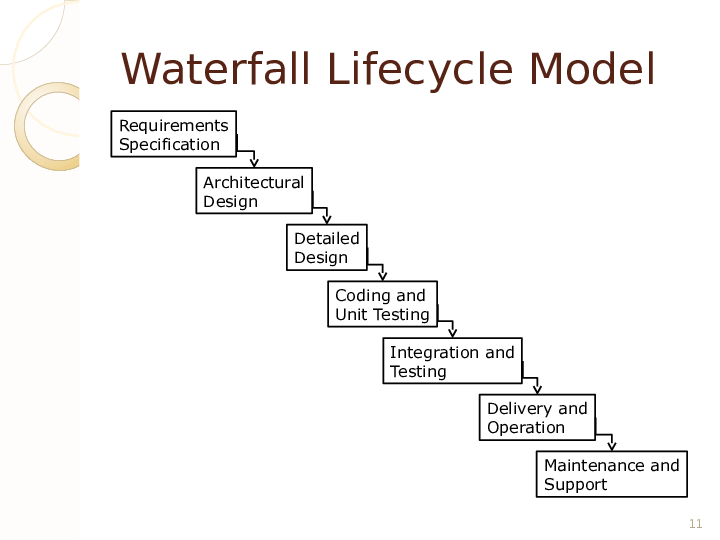 Waterfall Lifecycle Model
Requirements
Specification
Architectural
Design
Detailed
Design
Coding and
Unit Testing
Integration and
Testing
Delivery and
Operation
Maintenance and
Support
11